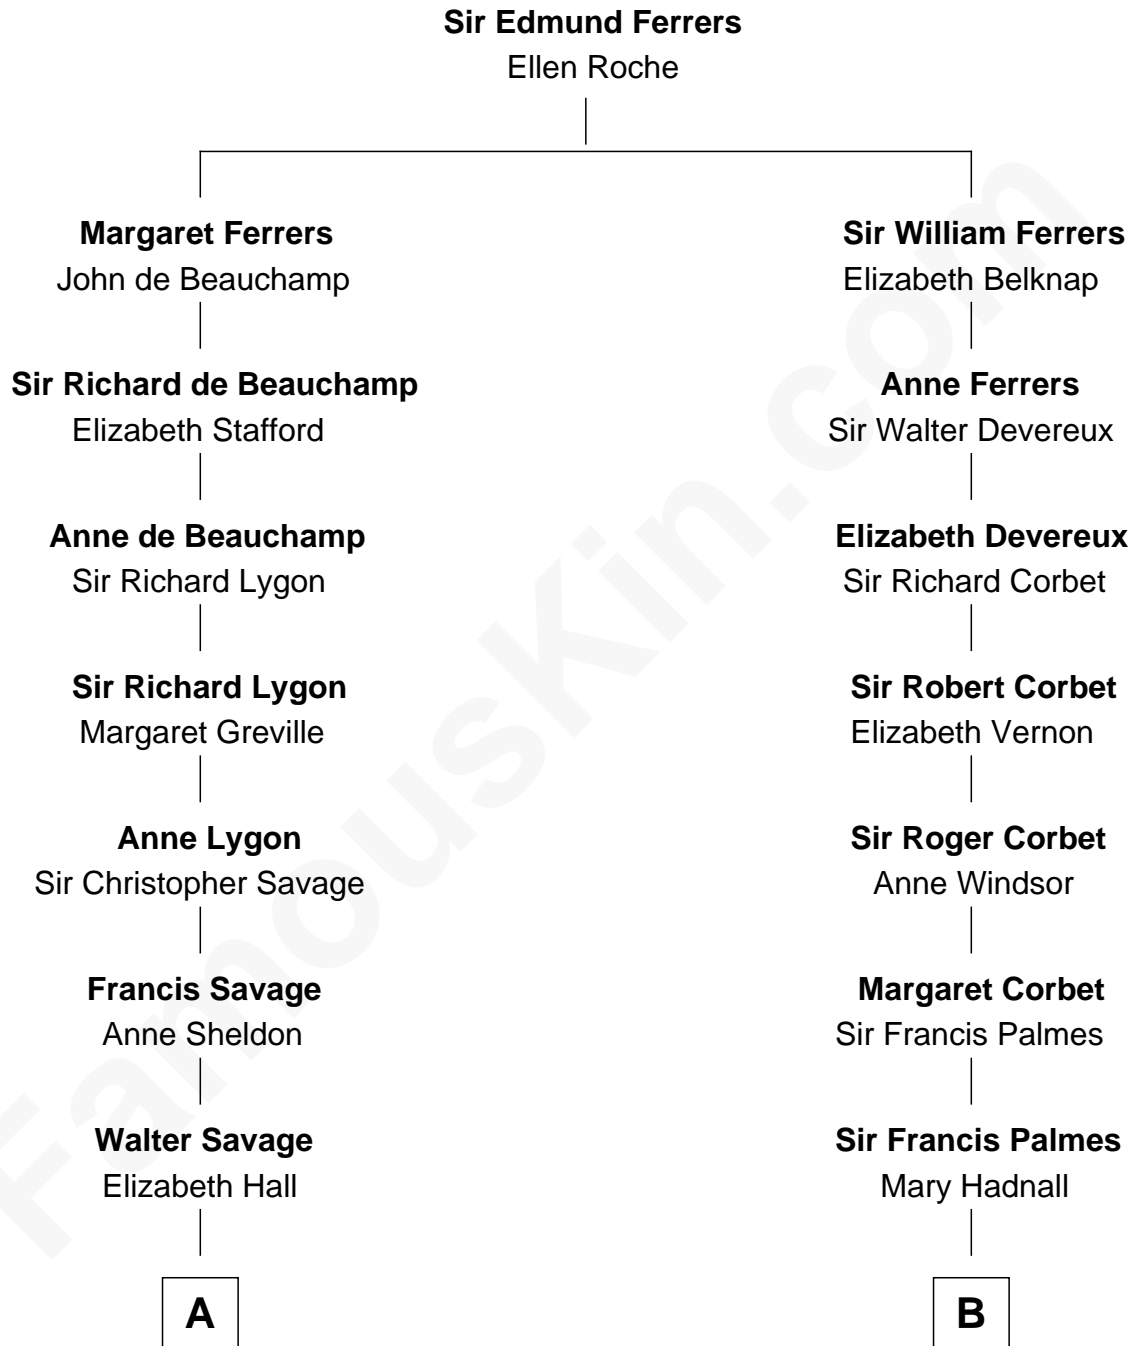 Sir Edmund Ferrers
Ellen Roche
Margaret Ferrers
John de Beauchamp
Sir William Ferrers
Elizabeth Belknap
Sir Richard de Beauchamp
Elizabeth Stafford
Anne Ferrers
Sir Walter Devereux
Anne de Beauchamp
Sir Richard Lygon
Elizabeth Devereux
Sir Richard Corbet
Sir Richard Lygon
Margaret Greville
Sir Robert Corbet
Elizabeth Vernon
Anne Lygon
Sir Christopher Savage
Sir Roger Corbet
Anne Windsor
Francis Savage
Anne Sheldon
Margaret Corbet
Sir Francis Palmes
Walter Savage
Elizabeth Hall
Sir Francis Palmes
Mary Hadnall
A
B
FamousKin.com